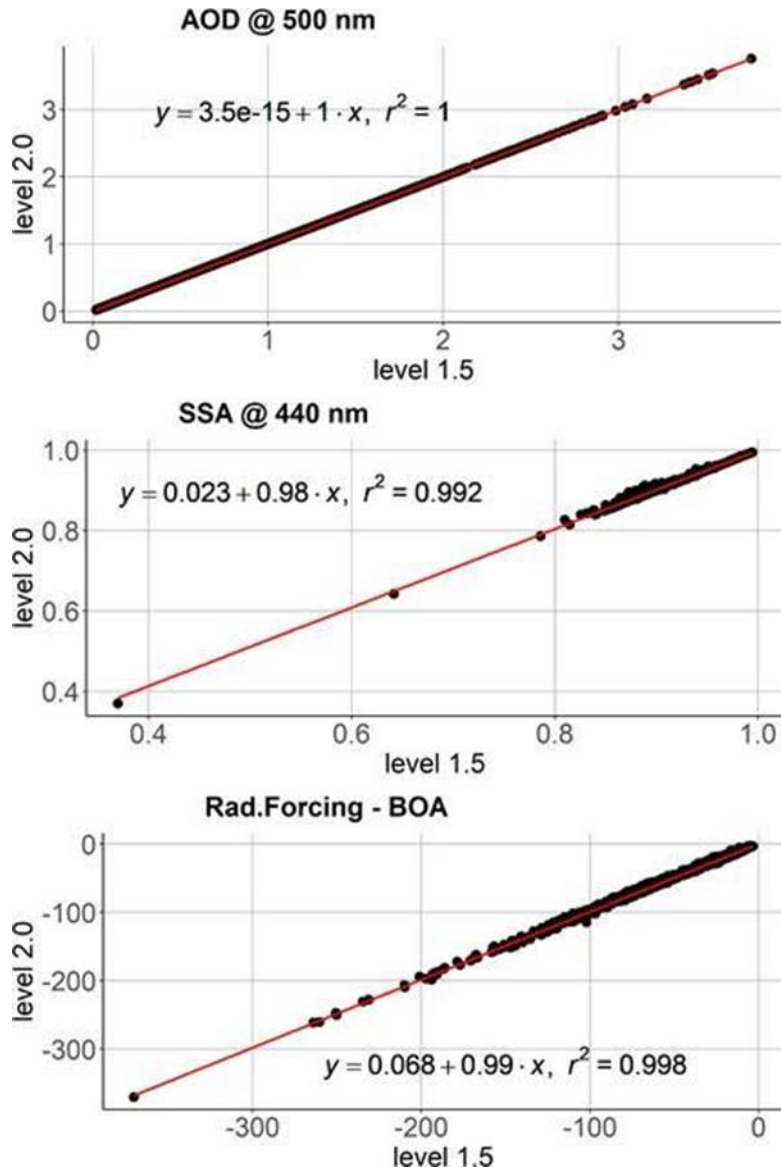 AOD @ 500 nm
y = 3.5e-15 + 1 · x, r² = 1
3
2
1
0
level 2.0
0 1 2 3
level 1.5
SSA @ 440 nm
y = 0.023 + 0.98 · x, r² = 0.992
1.0
0.8
0.6
0.4
level 2.0
0.4 0.6 0.8 1.0
level 1.5
Rad.Forcing - BOA
0
-100
-200
-300
level 2.0
y = 0.068 + 0.99 · x, r² = 0.998
-300 -200 -100 0
level 1.5